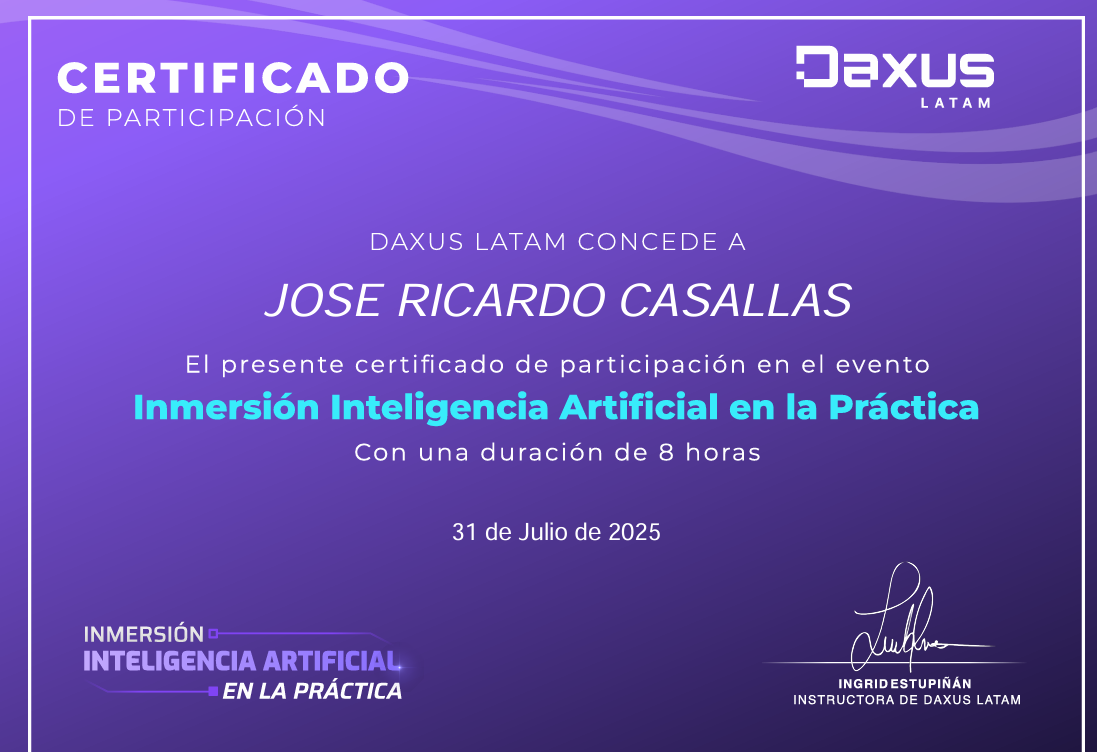 CERTIFICADO
DE PARTICIPACIÓN
Daxus
LATAM
DAXUS LATAM CONCEDE A
JOSE RICARDO CASALLAS
El presente certificado de participación en el evento
Inmersión Inteligencia Artificial en la Práctica
Con una duración de 8 horas
31 de Julio de 2025
INMERSIÓN
INTELIGENCIA ARTIFICIAL
EN LA PRÁCTICA
INGRID ESTUPIÑÁN
INSTRUCTORA DE DAXUS LATAM